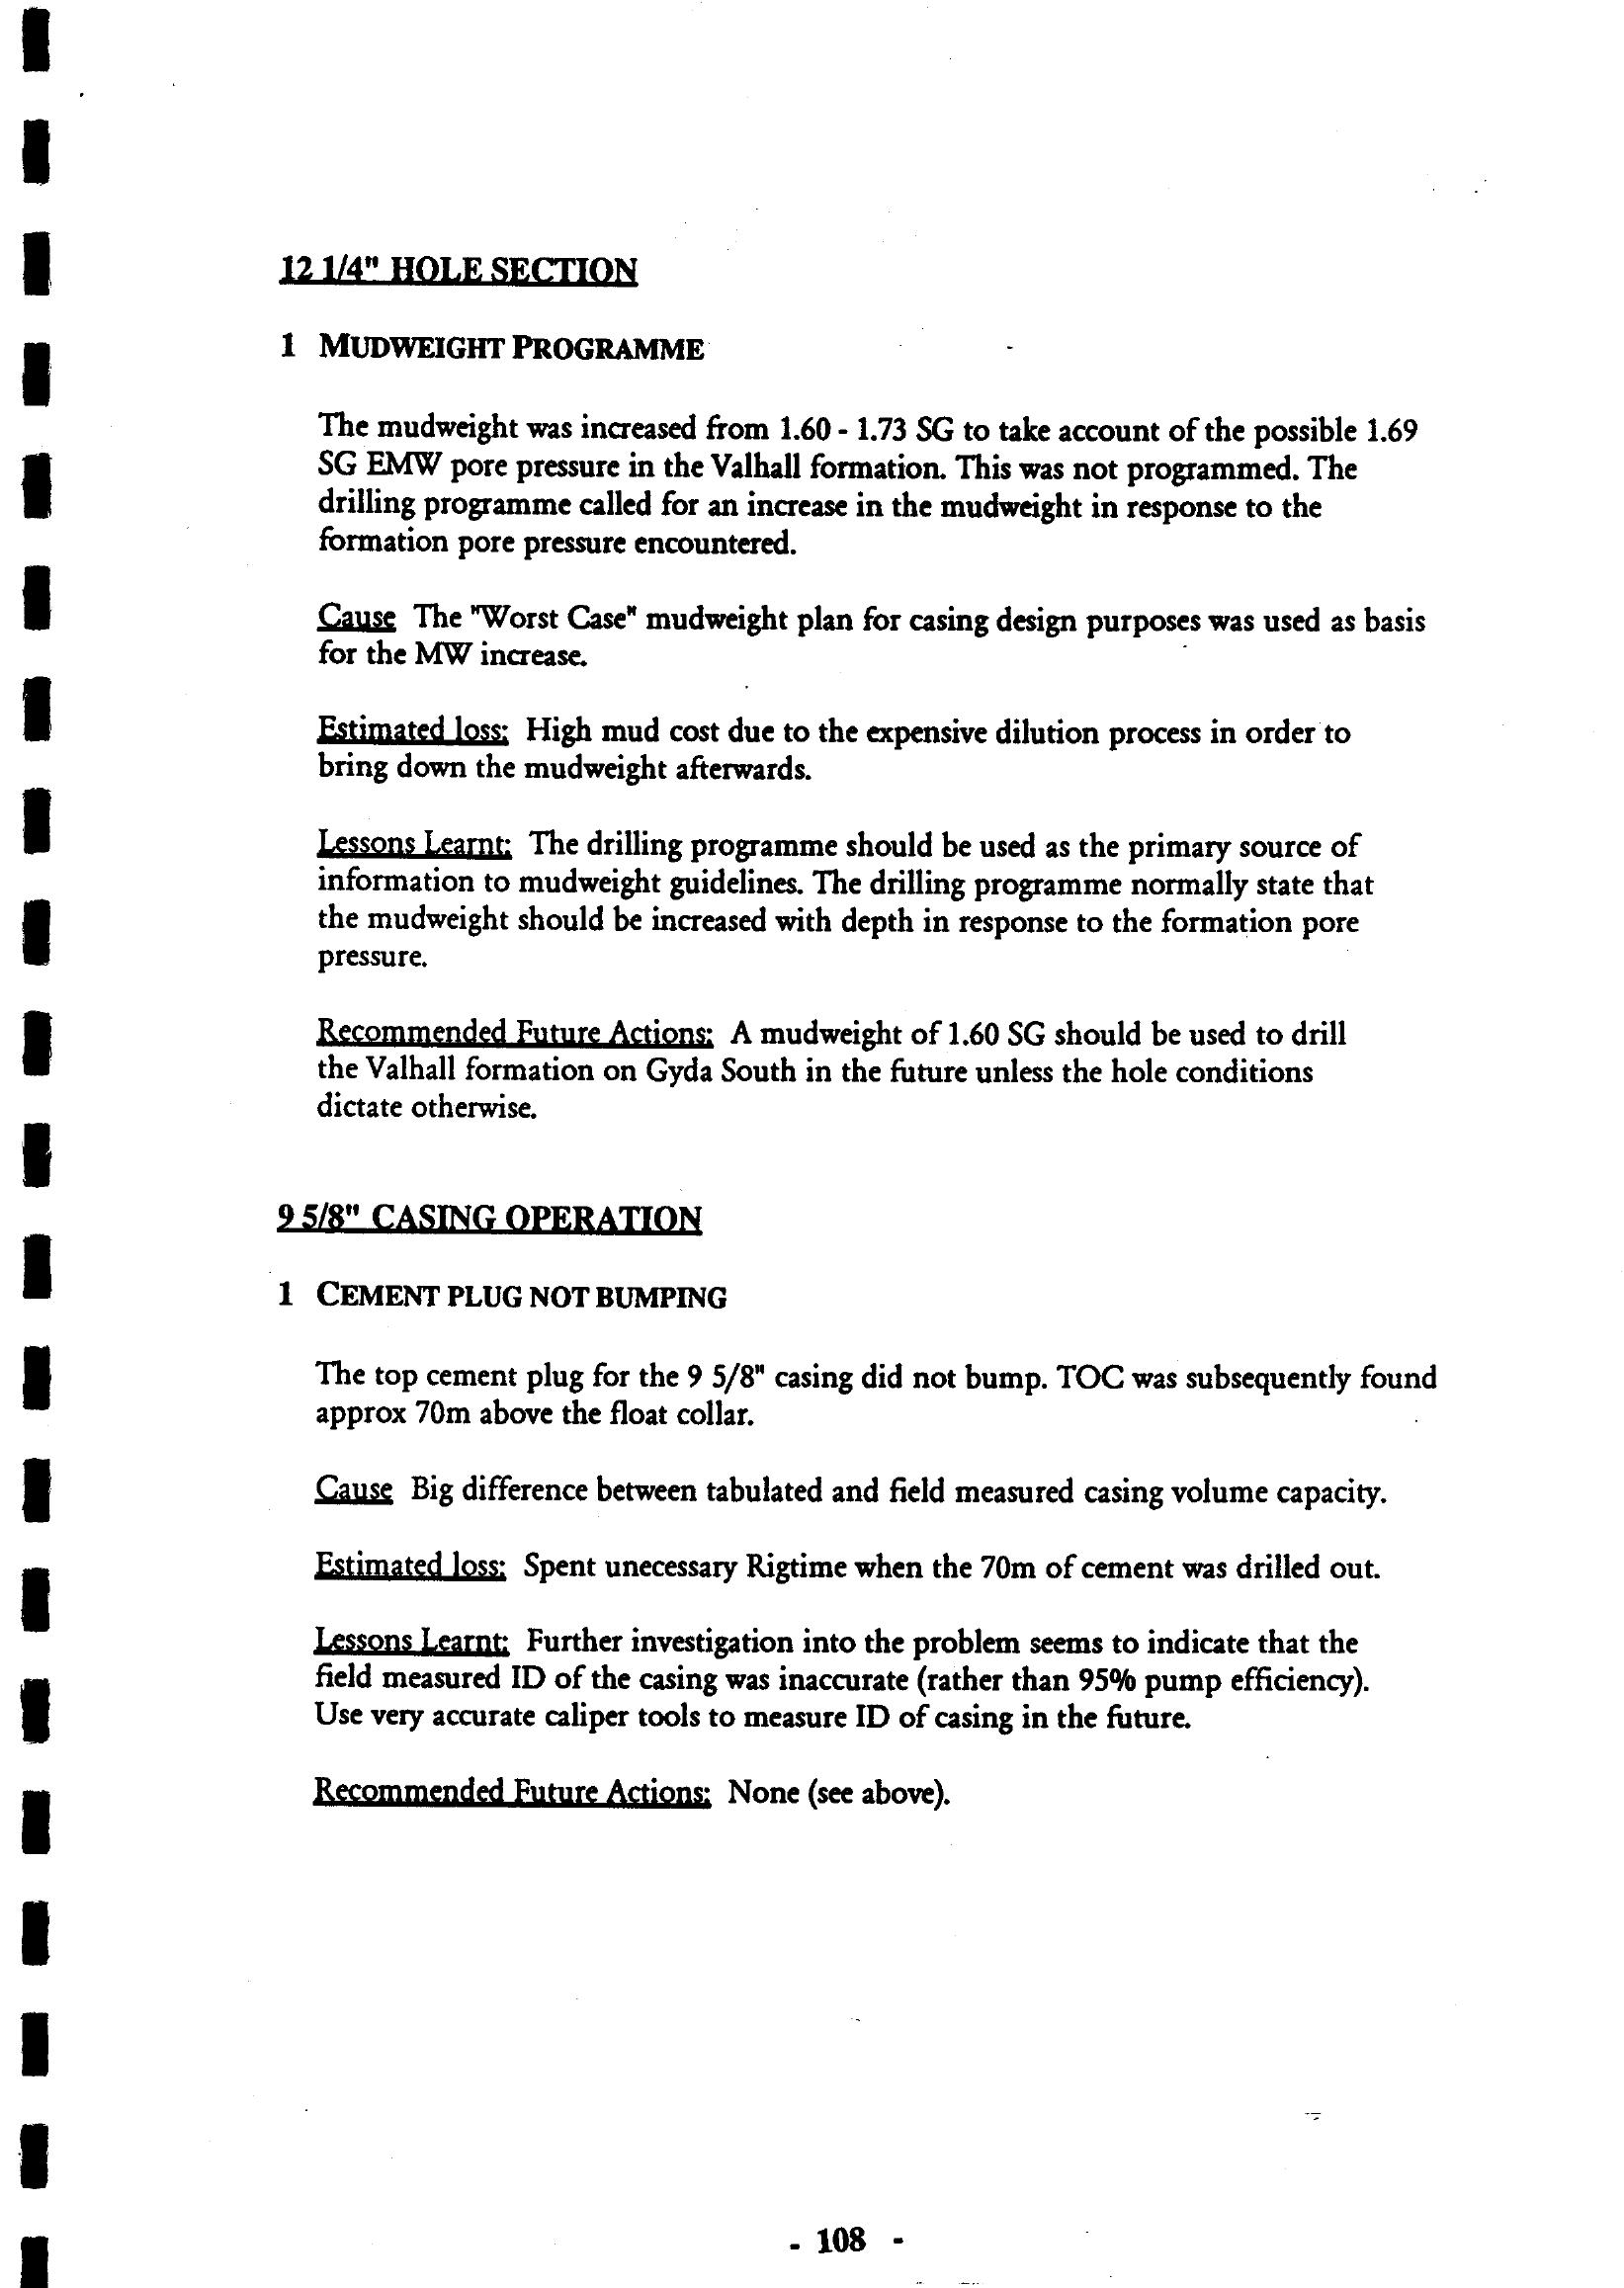 12 1/4" HOLE SECTION
1 MUDWEIGHT PROGRAMME
The mudweight was increased from 1.60 - 1.73 SG to take account of the possible 1.69
SG EMW pore pressure in the Valhall formation. This was not programmed. The
drilling programme called for an increase in the mudweight in response to the
formation pore pressure encountered.
Cause The "Worst Case" mudweight plan for casing design purposes was used as basis
for the MW increase.
Estimated loss: High mud cost due to the expensive dilution process in order to
bring down the mudweight afterwards.
Lessons Learnt: The drilling programme should be used as the primary source of
information to mudweight guidelines. The drilling programme normally state that
the mudweight should be increased with depth in response to the formation pore
pressure.
Recommended Future Actions: A mudweight of 1.60 SG should be used to drill
the Valhall formation on Gyda South in the future unless the hole conditions
dictate otherwise.
9 5/8" CASING OPERATION
1 CEMENT PLUG NOT BUMPING
The top cement plug for the 9 5/8" casing did not bump. TOC was subsequently found
approx 70m above the float collar.
Cause Big difference between tabulated and field measured casing volume capacity.
Estimated loss: Spent unecessary Rigtime when the 70m of cement was drilled out.
Lessons Learnt: Further investigation into the problem seems to indicate that the
field measured ID of the casing was inaccurate (rather than 95% pump efficiency).
Use very accurate caliper tools to measure ID of casing in the future.
Recommended Future Actions: None (see above).
- 108 -